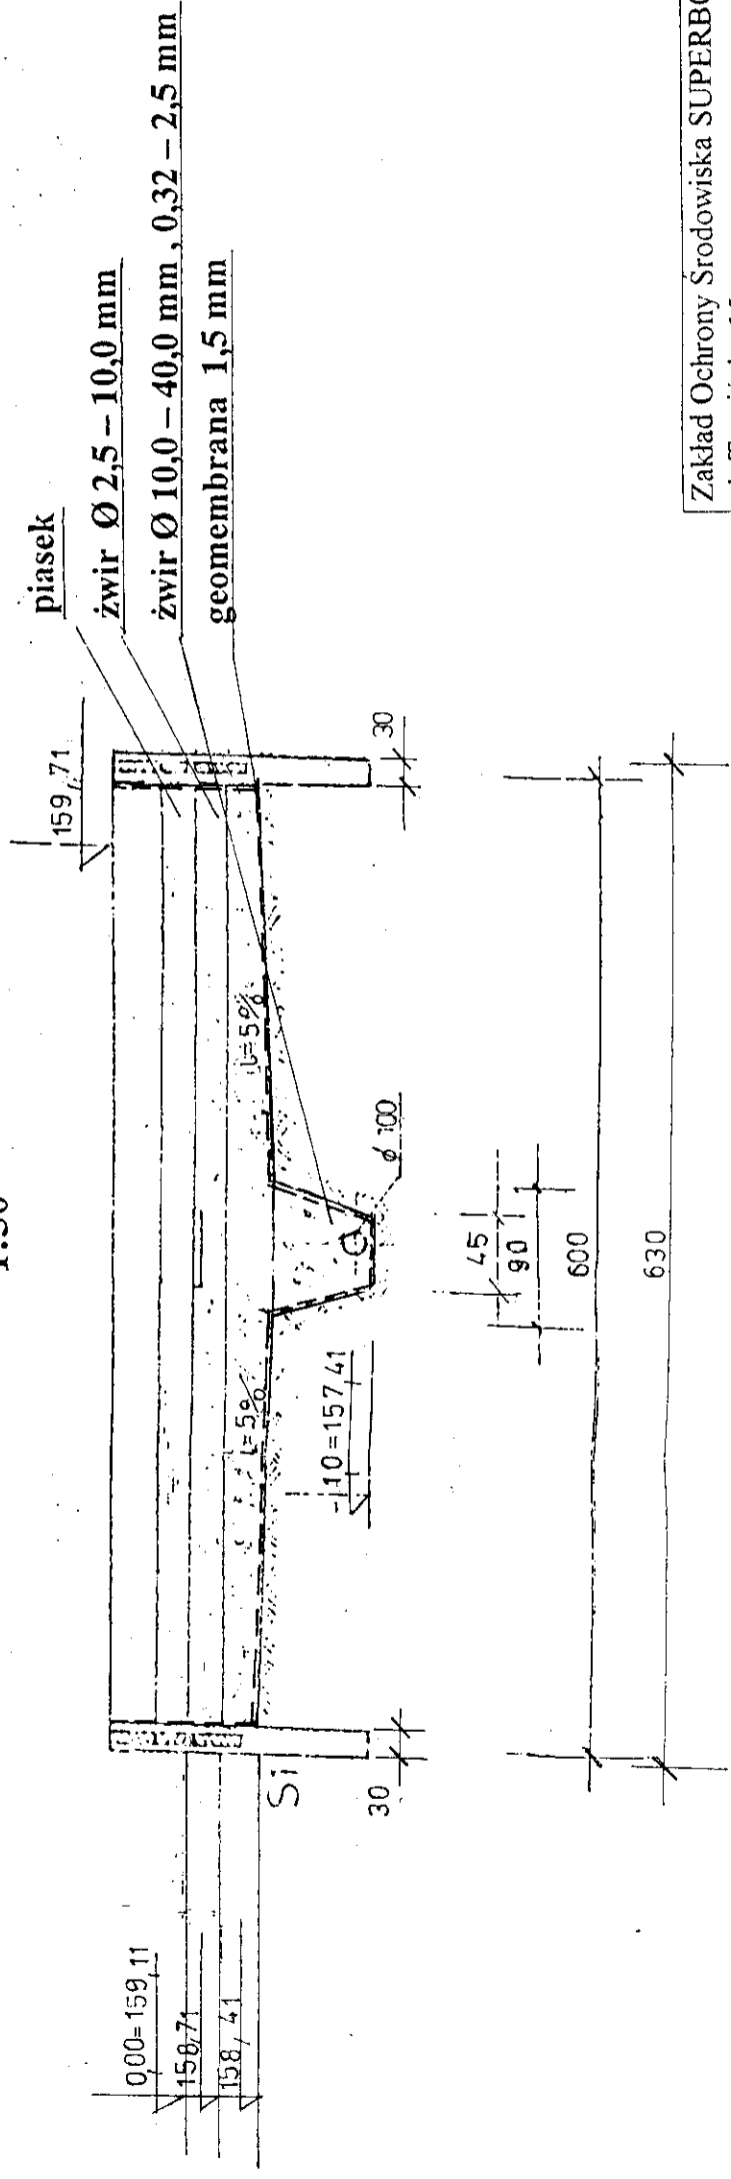 1:50
piasek
żwir Ø 2,5 – 10,0 mm
żwir Ø 10,0 – 40,0 mm , 0,32 – 2,5 mm
geomembrana 1,5 mm
159,71
0,00=159,11
158,71
158,41
i=5%
i=5%
-1,10=157,41
ϕ 100
S1
30
30
45
90
600
630
Zakład Ochrony Środowiska SUPERBO